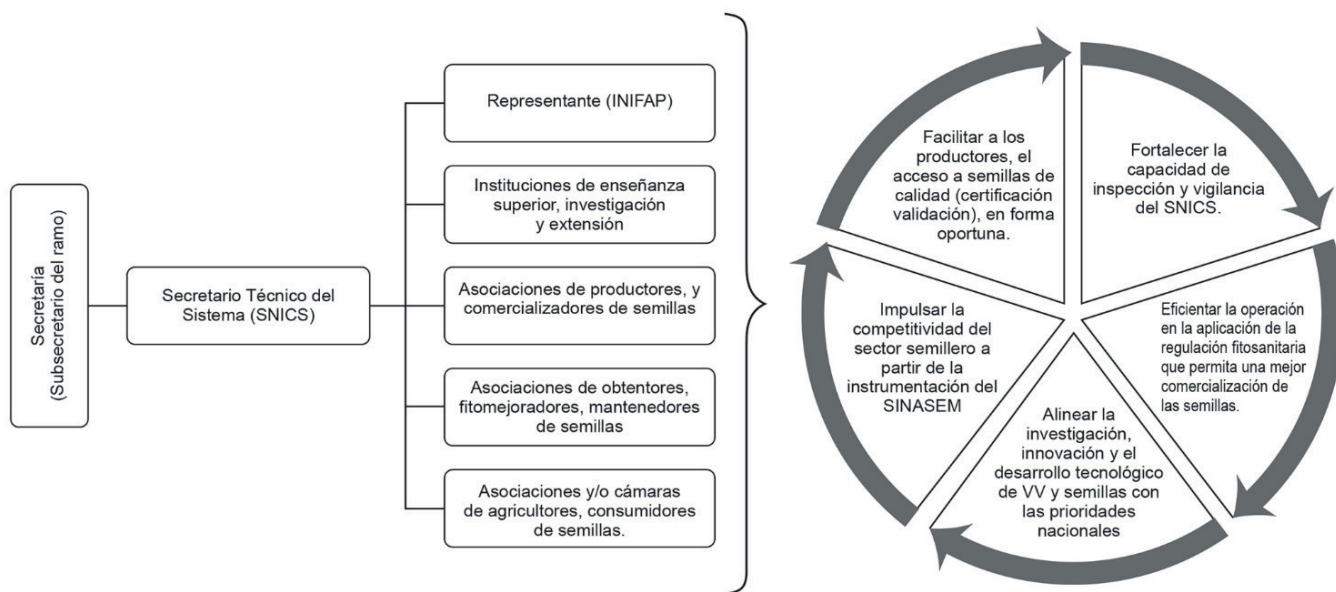 Secretaría
(Subsecretario del ramo)
Secretario Técnico del
Sistema (SNICS)
Representante (INIFAP)
Instituciones de enseñanza
superior, investigación
y extensión
Asociaciones de productores, y
comercializadores de semillas
Asociaciones de obtentores,
fitomejoradores, mantenedores
de semillas
Asociaciones y/o cámaras
de agricultores, consumidores
de semillas.
Facilitar a los
productores, el
acceso a semillas de
calidad (certificación
validación), en forma
oportuna.
Fortalecer la
capacidad de
inspección y vigilancia
del SNICS.
Eficientar la operación
en la aplicación de la
regulación fitosanitaria
que permita una mejor
comercialización de
las semillas.
Alinear la
investigación,
innovación y el
desarrollo tecnológico
de VV y semillas con
las prioridades
nacionales
Impulsar la
competitividad del
sector semillero a
partir de la
instrumentación del
SINASEM